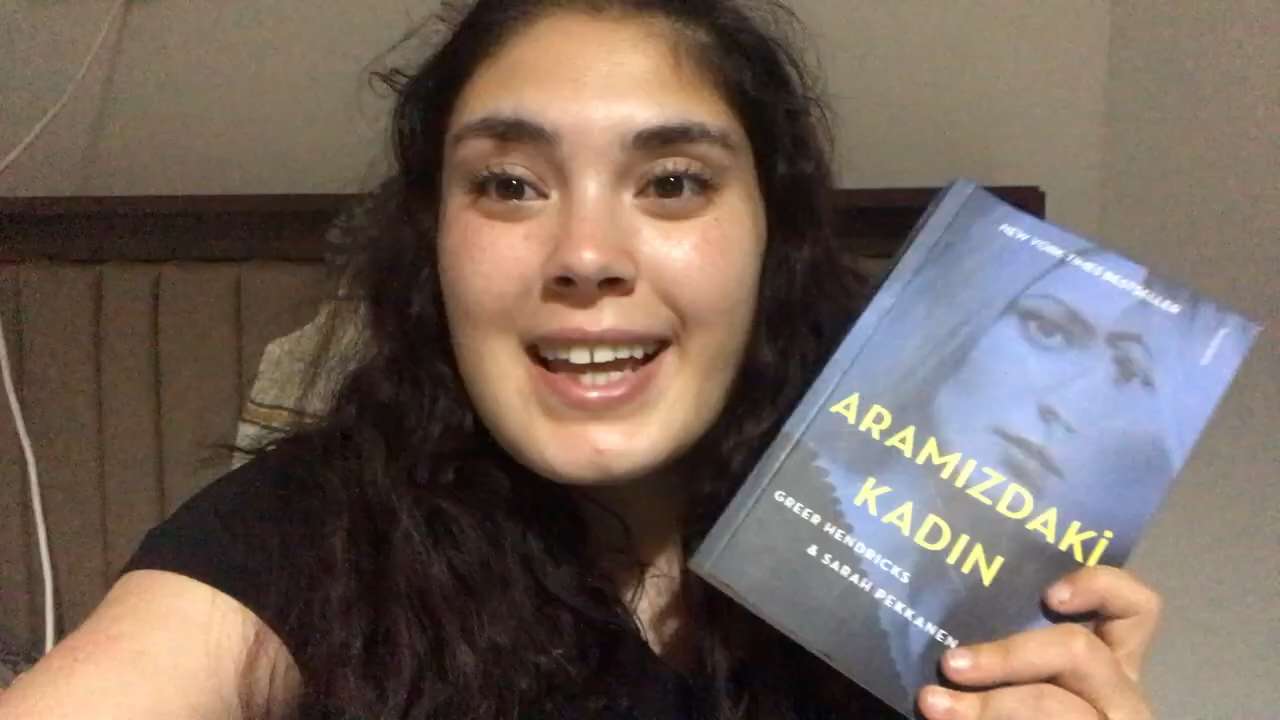 NEW YORK TIMES BESTSELLER
ARAMIZDAKİ
KADIN
GREER HENDRICKS
& SARAH PEKKANEN